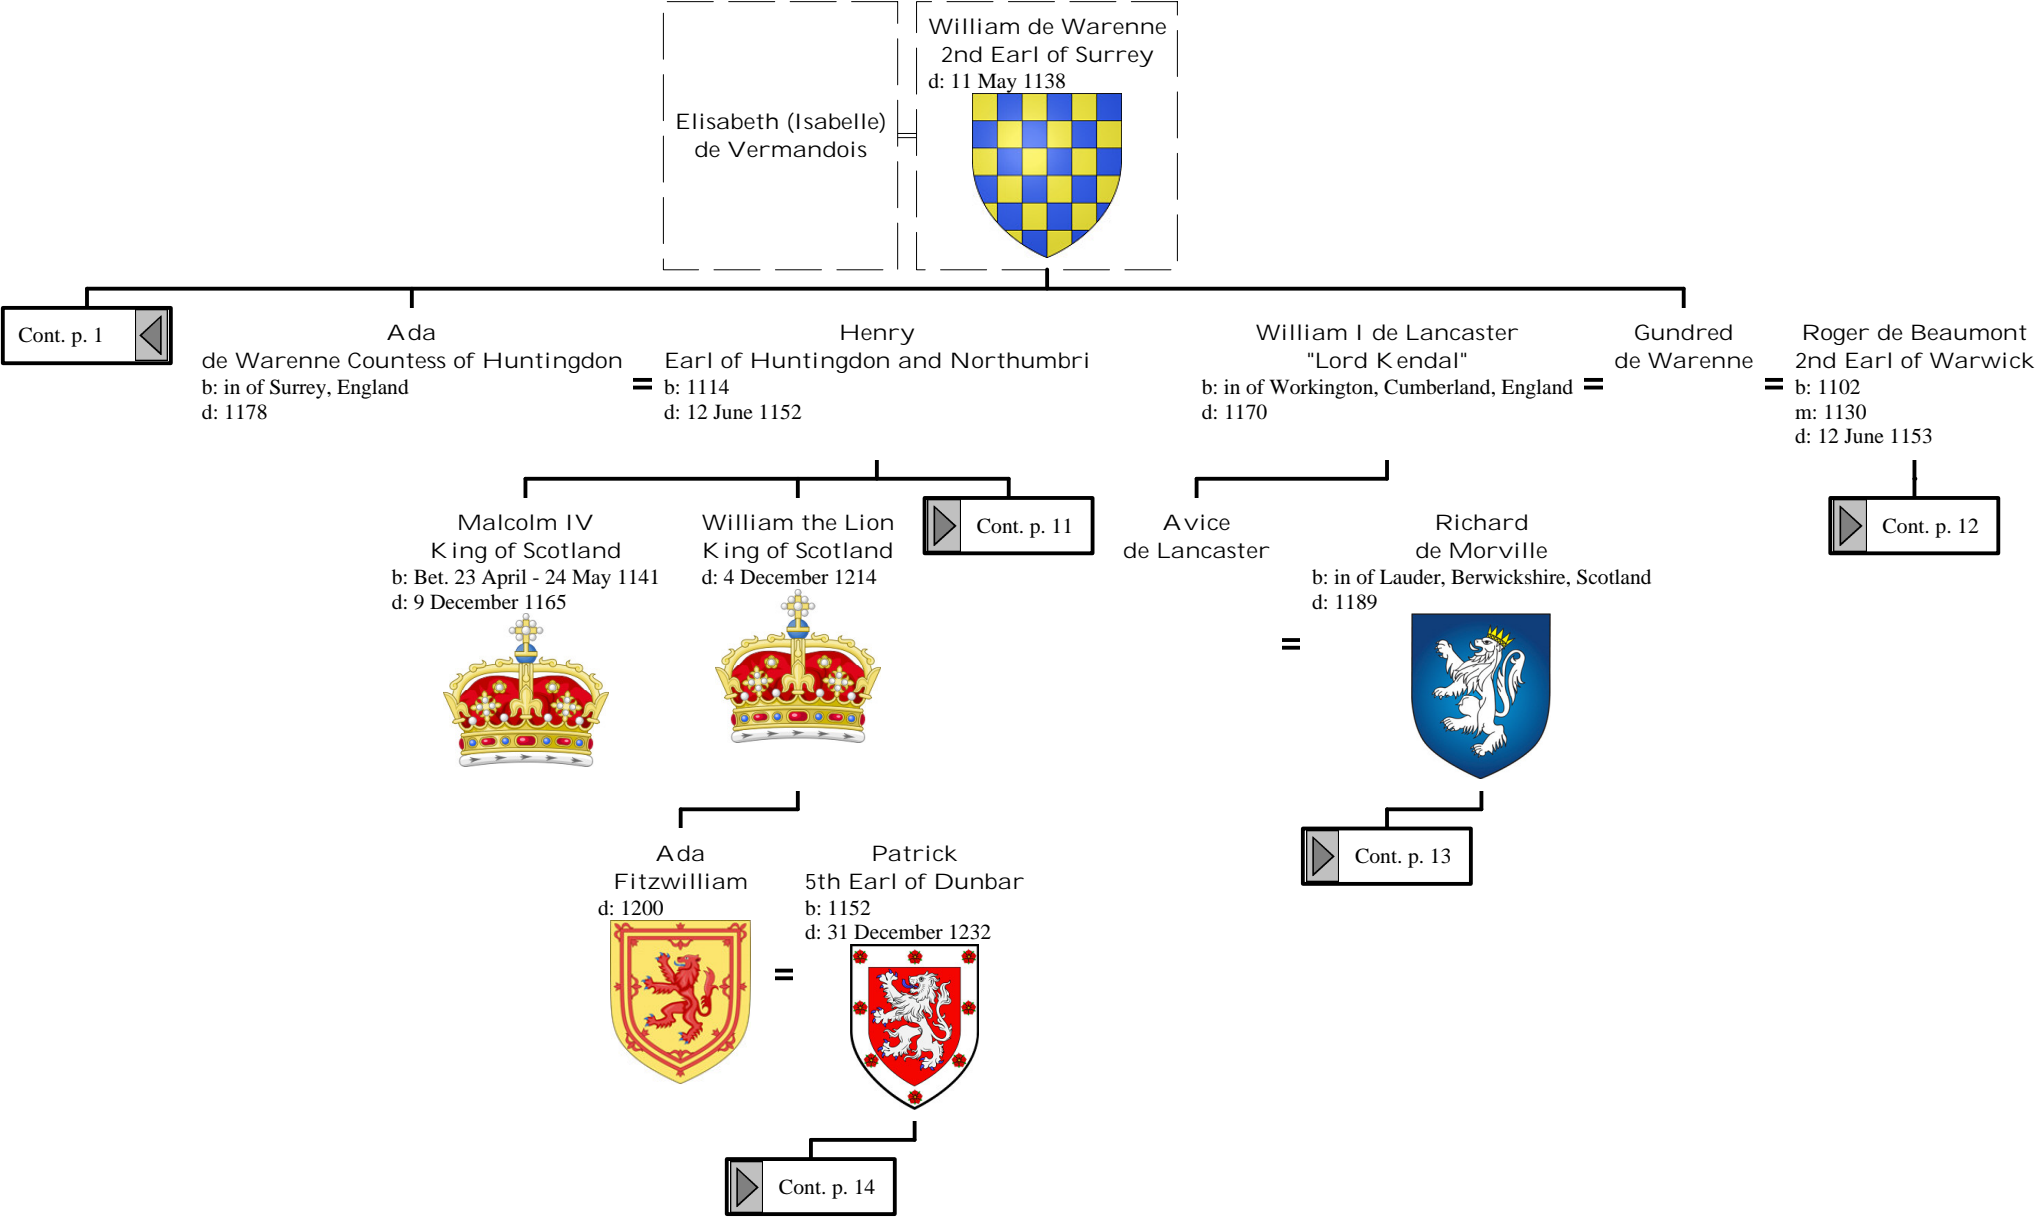 William de Warenne
2nd Earl of Surrey
d: 11 May 1138
Elisabeth (Isabelle)
de Vermandois
Cont. p. 1
Ada
de Warenne Countess of Huntingdon
b: in of Surrey, England
d: 1178
=
Henry
Earl of Huntingdon and Northumbri
b: 1114
d: 12 June 1152
William I de Lancaster
"Lord Kendal"
b: in of Workington, Cumberland, England
d: 1170
=
Gundred
de Warenne
=
Roger de Beaumont
2nd Earl of Warwick
b: 1102
m: 1130
d: 12 June 1153
Malcolm IV
King of Scotland
b: Bet. 23 April - 24 May 1141
d: 9 December 1165
William the Lion
King of Scotland
d: 4 December 1214
Cont. p. 11
Avice
de Lancaster
=
Richard
de Morville
b: in of Lauder, Berwickshire, Scotland
d: 1189
Cont. p. 12
Ada
Fitzwilliam
d: 1200
=
Patrick
5th Earl of Dunbar
b: 1152
d: 31 December 1232
Cont. p. 13
Cont. p. 14